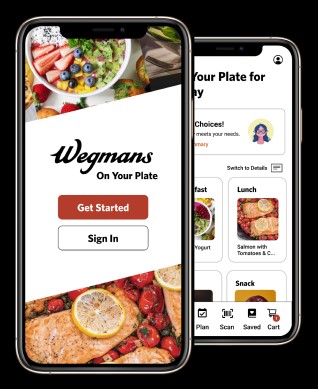 Wegmans
On Your Plate
Get Started
Sign In
Your Plate for
ay
Choices!
meets your needs.
mary
Switch to Details
fast
Lunch
Yogurt
Salmon with
Tomatoes & C...
Snack
Plan
Scan
Saved
Cart